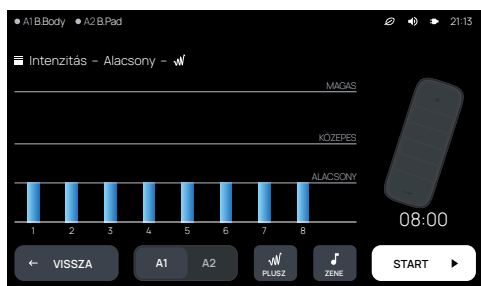 A1 B.Body A2 B.Pad 21:13
Intenzitás – Alacsony –
MAGAS
KÖZEPES
ALACSONY
1 2 3 4 5 6 7 8
08:00
← VISSZA A1 A2 PLUSZ ZENE START